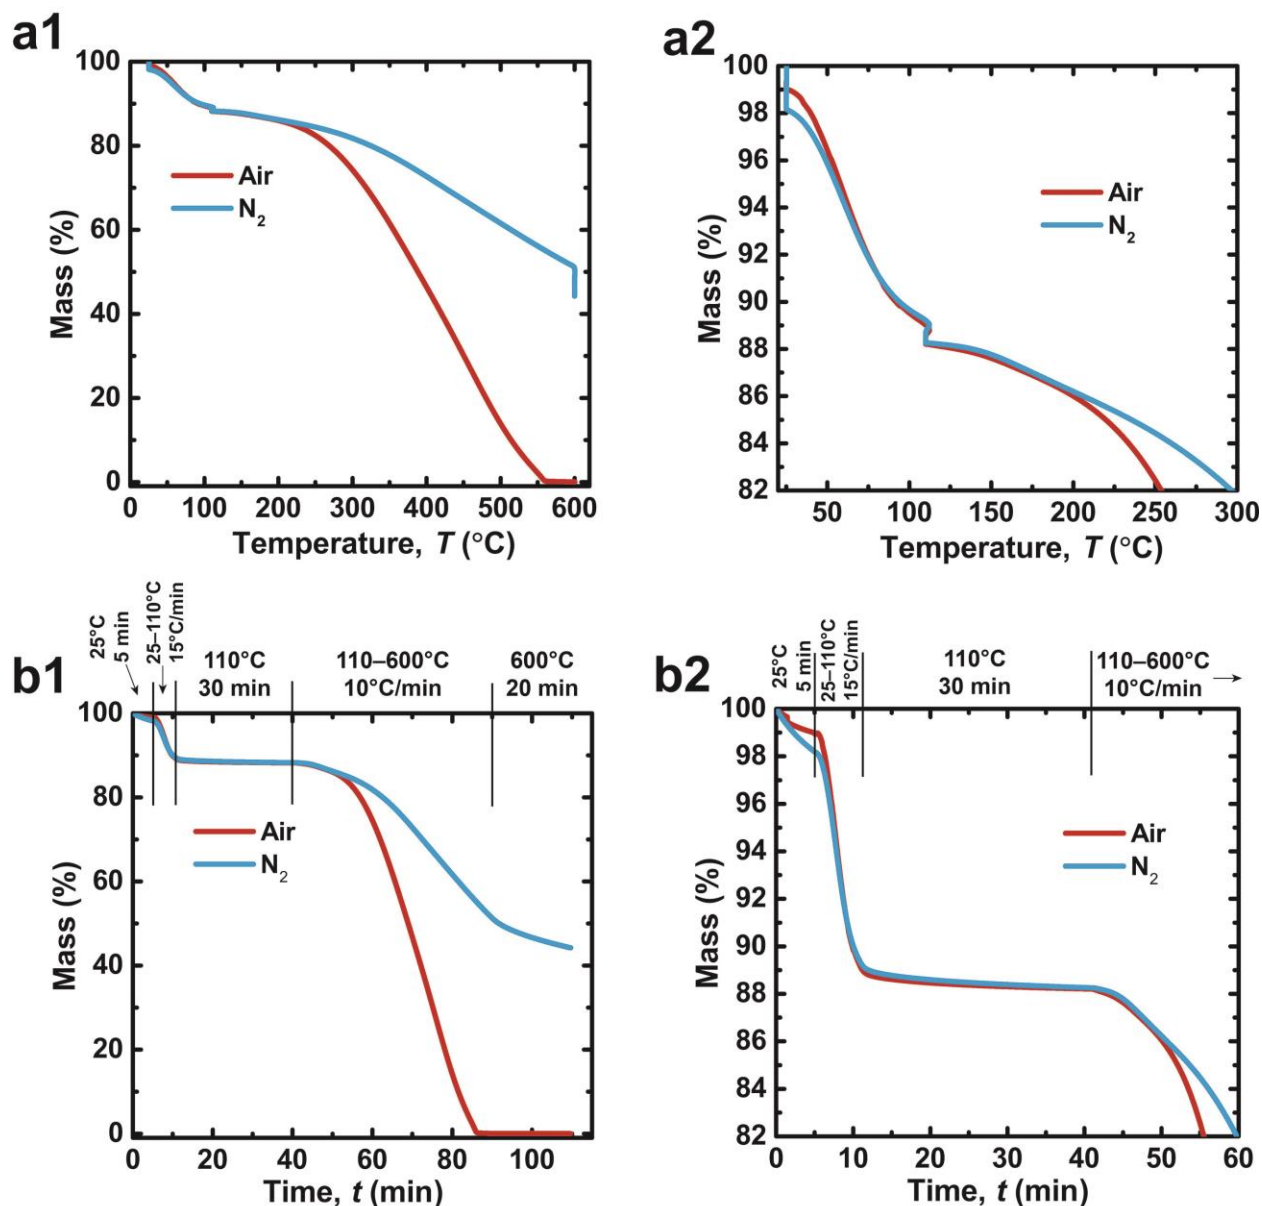 a1
100
80
60
40
20
0
Mass (%)
Air
N2
0 100 200 300 400 500 600
Temperature, T (°C)
a2
100
98
96
94
92
90
88
86
84
82
Mass (%)
Air
N2
50 100 150 200 250 300
Temperature, T (°C)
b1
25°C
5 min
25–110°C
15°C/min
110°C
30 min
110–600°C
10°C/min
600°C
20 min
100
80
60
40
20
0
Mass (%)
Air
N2
0 20 40 60 80 100
Time, t (min)
b2
25°C
5 min
25–110°C
15°C/min
110°C
30 min
110–600°C
10°C/min
100
98
96
94
92
90
88
86
84
82
Mass (%)
Air
N2
0 10 20 30 40 50 60
Time, t (min)